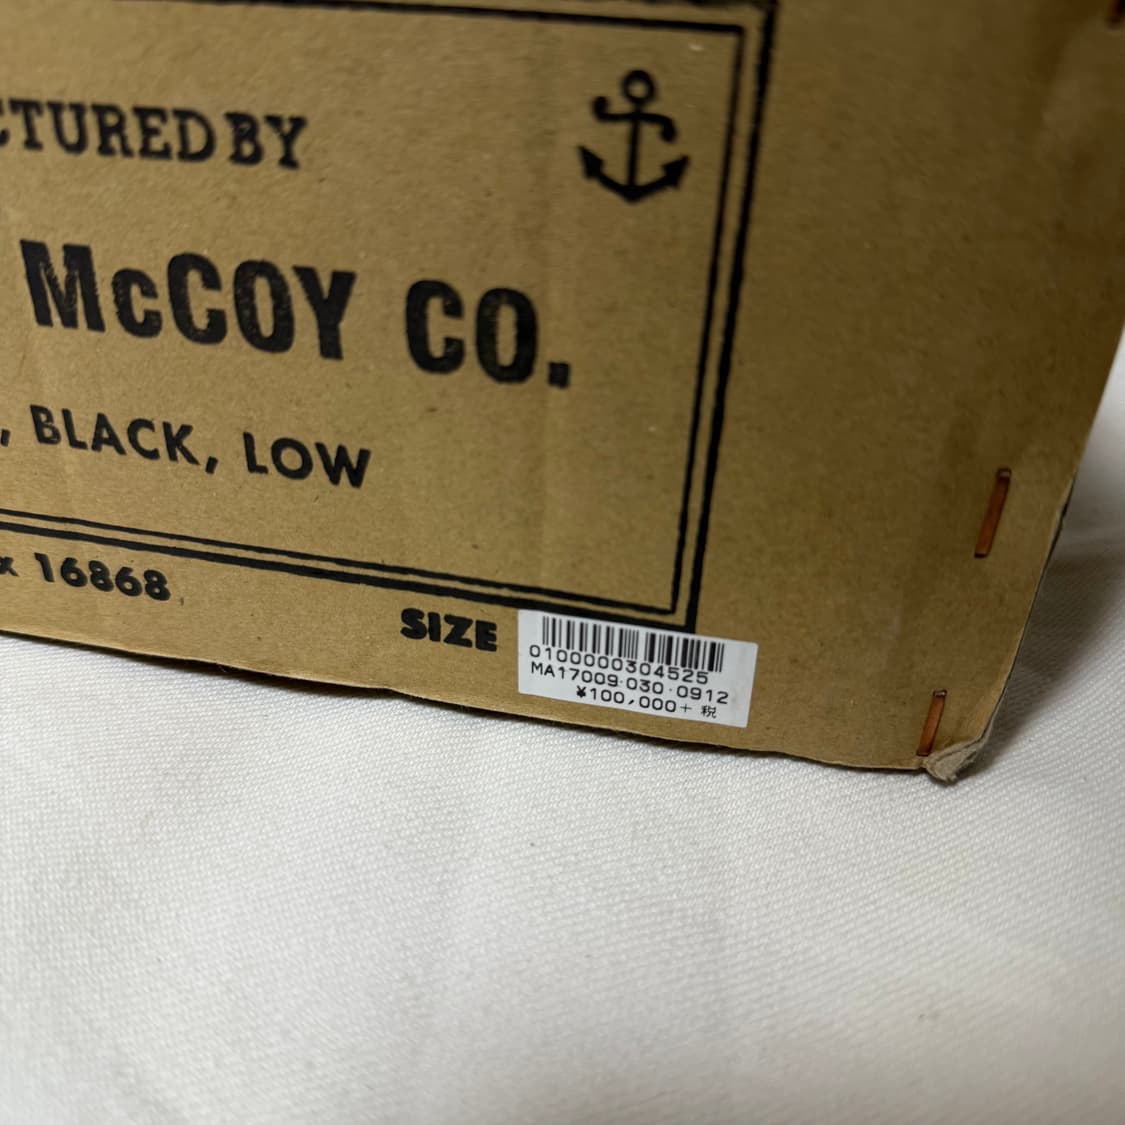 CTURED BY
McCOY CO.
, BLACK, LOW
x 16868
SIZE
0100000304525
MA17009·030·0912
¥100,000+税